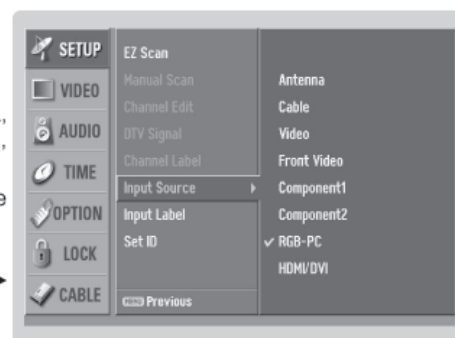 SETUP
VIDEO
AUDIO
TIME
OPTION
LOCK
CABLE
EZ Scan
Manual Scan
Channel Edit
DTV Signal
Channel Label
Input Source
Input Label
Set ID
MENU Previous
Antenna
Cable
Video
Front Video
Component1
Component2
RGB-PC
HDMI/DVI